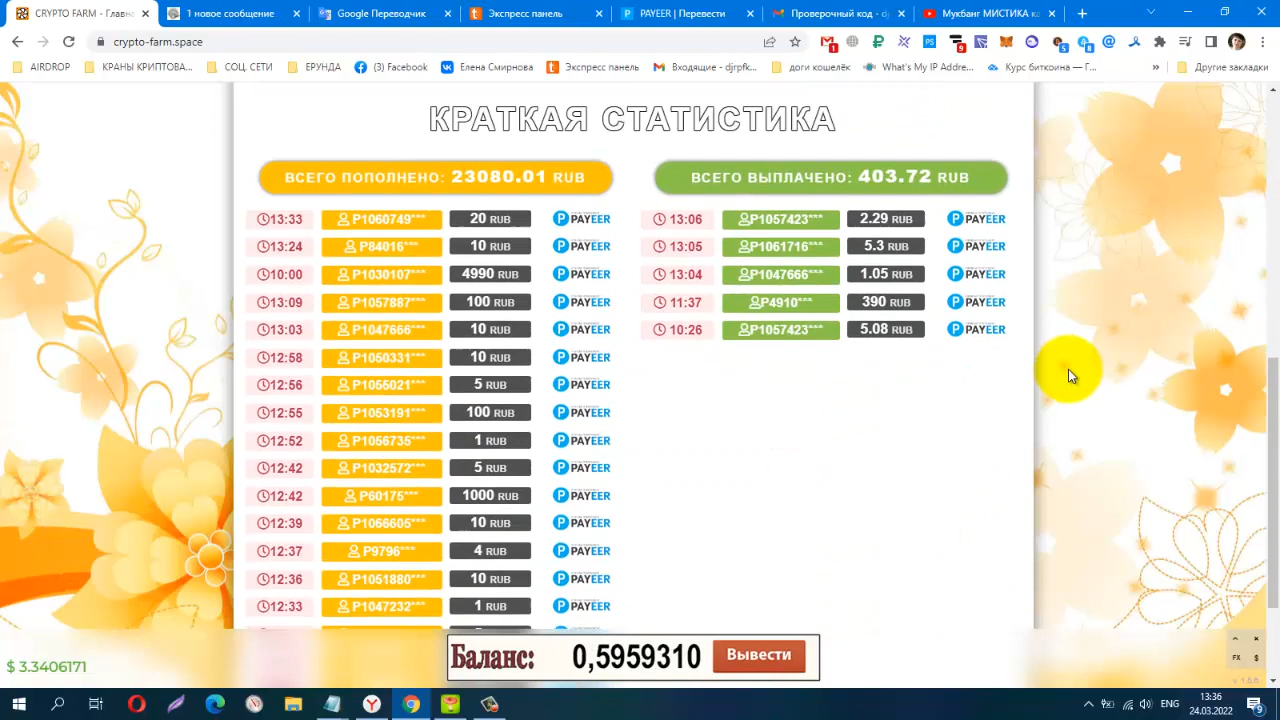 CRYPTO FARM - Главна
1 новое сообщение
Google Переводчик
Экспресс панель
PAYEER | Перевести
Проверочный код - dj
Мукбанг МИСТИКА ка
crypto-farm.space
AIRDROP
КРАНЫ КРИПТОВА...
СОЦ. СЕТИ
ЕРУНДА
(3) Facebook
Елена Смирнова
Экспресс панель
Входящие - djrpfk...
доги кошелёк
What's My IP Addre...
Курс биткоина — Г...
»
Другие закладки
КРАТКАЯ СТАТИСТИКА
ВСЕГО ПОПОЛНЕНО: 23080.01 RUB
ВСЕГО ВЫПЛАЧЕНО: 403.72 RUB
13:33 P1060749*** 20 RUB PAYEER
13:24 P84016*** 10 RUB PAYEER
10:00 P1030107*** 4990 RUB PAYEER
13:09 P1057887*** 100 RUB PAYEER
13:03 P1047666*** 10 RUB PAYEER
12:58 P1050331*** 10 RUB PAYEER
12:56 P1055021*** 5 RUB PAYEER
12:55 P1053191*** 100 RUB PAYEER
12:52 P1056735*** 1 RUB PAYEER
12:42 P1032572*** 5 RUB PAYEER
12:42 P60175*** 1000 RUB PAYEER
12:39 P1066605*** 10 RUB PAYEER
12:37 P9796*** 4 RUB PAYEER
12:36 P1051880*** 10 RUB PAYEER
12:33 P1047232*** 1 RUB PAYEER
13:06 P1057423*** 2.29 RUB PAYEER
13:05 P1061716*** 5.3 RUB PAYEER
13:04 P1047666*** 1.05 RUB PAYEER
11:37 P4910*** 390 RUB PAYEER
10:26 P1057423*** 5.08 RUB PAYEER
$ 3.3406171
Баланс: 0,5959310 Вывести
FX $
v 1.6.6
ENG
13:36
24.03.2022